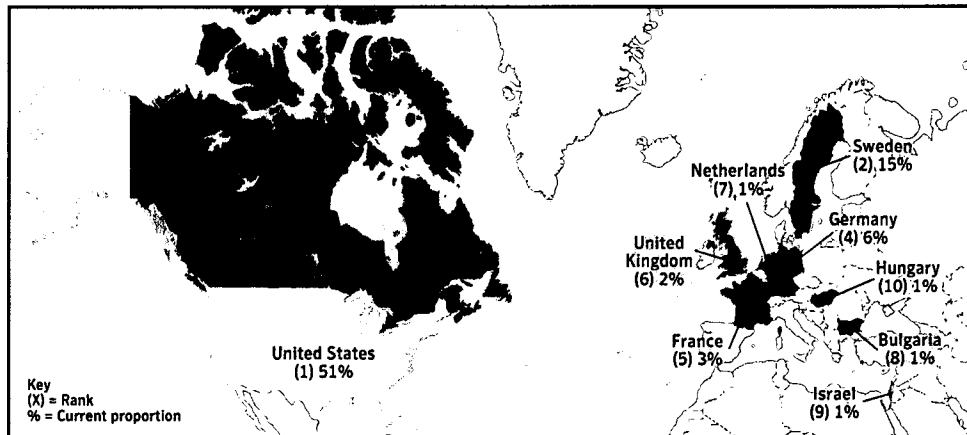 Sweden
(2) 15%
Netherlands
(7) 1%
Germany
(4) 6%
United
Kingdom
(6) 2%
Hungary
(10) 1%
France
(5) 3%
Bulgaria
(8) 1%
United States
(1) 51%
Israel
(9) 1%
Key
(X) = Rank
% = Current proportion